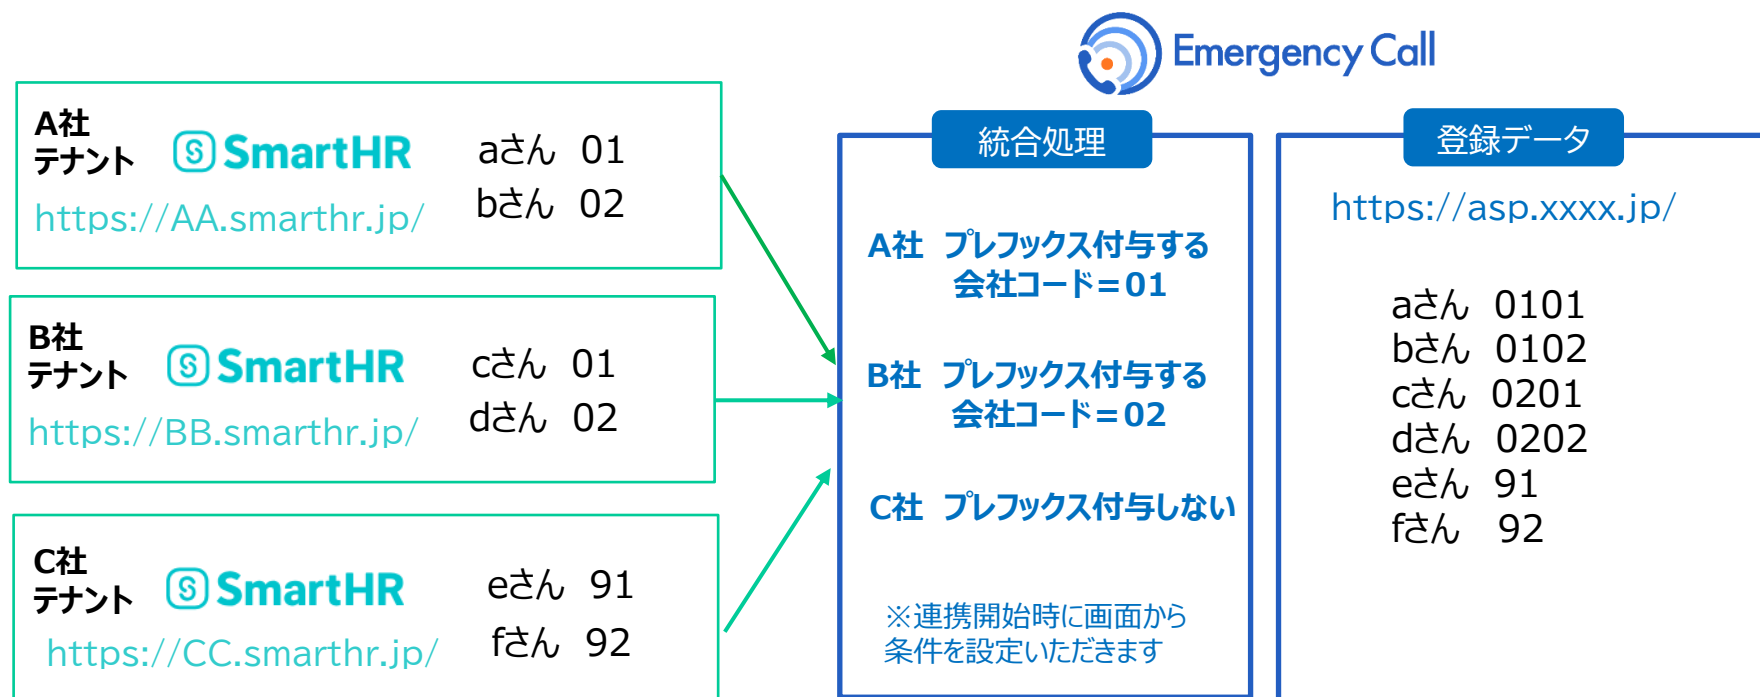 Emergency Call
A社
テナント
SmartHR
aさん 01
bさん 02
https://AA.smarthr.jp/
B社
テナント
SmartHR
cさん 01
dさん 02
https://BB.smarthr.jp/
C社
テナント
SmartHR
eさん 91
fさん 92
https://CC.smarthr.jp/
統合処理
A社 プレフックス付与する
会社コード=01
B社 プレフックス付与する
会社コード=02
C社 プレフックス付与しない
※連携開始時に画面から
条件を設定いただきます
登録データ
https://asp.xxxx.jp/
aさん 0101
bさん 0102
cさん 0201
dさん 0202
eさん 91
fさん 92